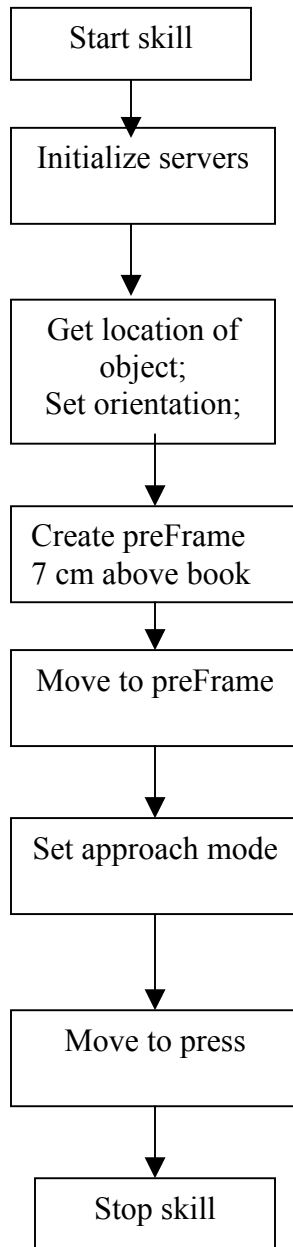 Start skill
Initialize servers
Get location of
object;
Set orientation;
Create preFrame
7 cm above book
Move to preFrame
Set approach mode
Move to press
Stop skill